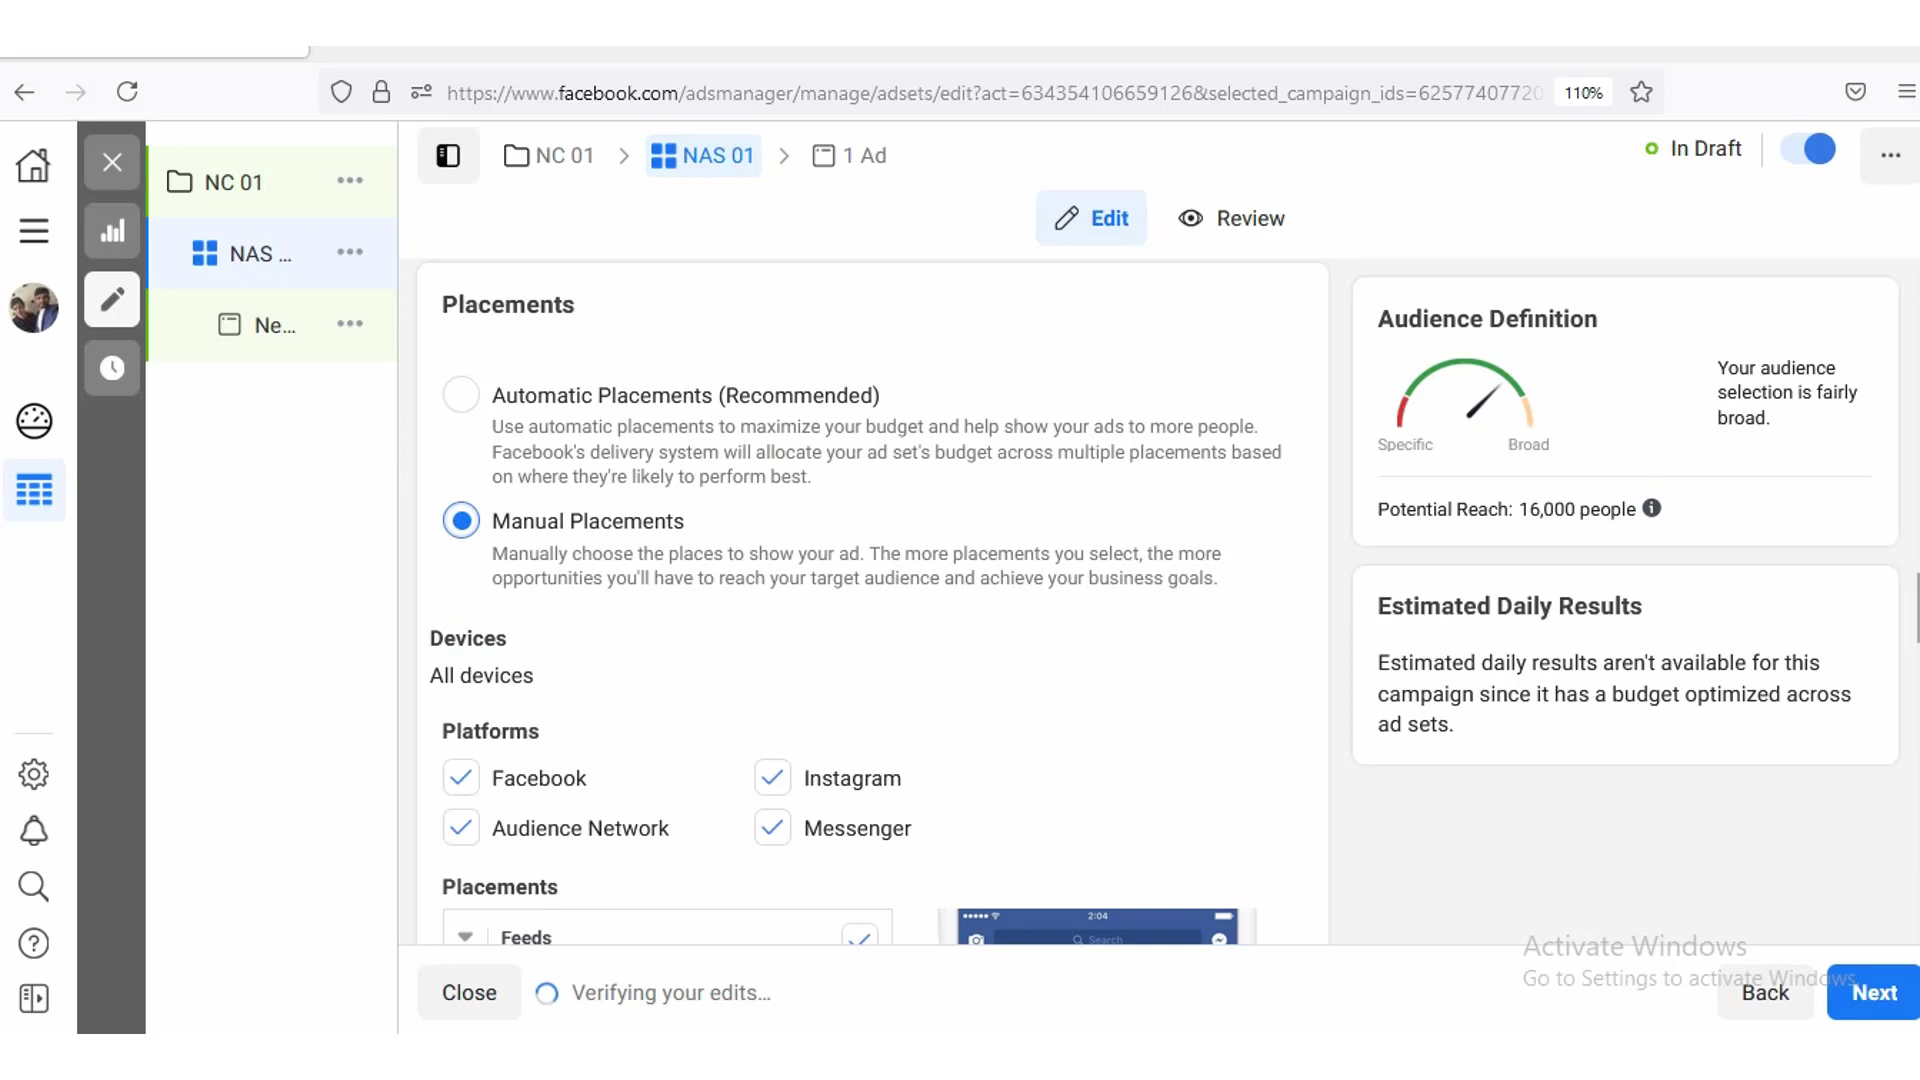 https://www.facebook.com/adsmanager/manage/adsets/edit?act=634354106659126&selected_campaign_ids=62577407720
110%
NC 01
NAS ...
Ne...
NC 01
NAS 01
1 Ad
In Draft
Edit
Review
Placements
Automatic Placements (Recommended)
Use automatic placements to maximize your budget and help show your ads to more people.
Facebook's delivery system will allocate your ad set's budget across multiple placements based
on where they're likely to perform best.
Manual Placements
Manually choose the places to show your ad. The more placements you select, the more
opportunities you'll have to reach your target audience and achieve your business goals.
Devices
All devices
Platforms
Facebook
Instagram
Audience Network
Messenger
Placements
Feeds
2:04
Search
Audience Definition
Your audience
selection is fairly
broad.
Specific
Broad
Potential Reach: 16,000 people
Estimated Daily Results
Estimated daily results aren't available for this
campaign since it has a budget optimized across
ad sets.
Activate Windows
Go to Settings to activate Windows.
Close
Verifying your edits...
Back
Next